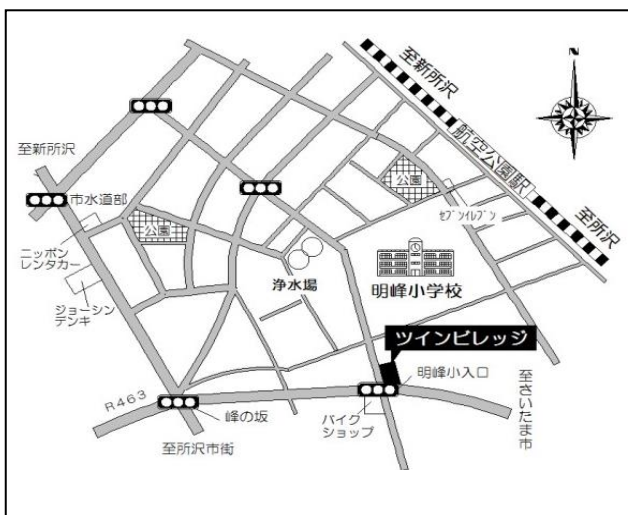 N
至新所沢
航空公園駅
至所沢
至新所沢
市水道部
公園
公園
セブンイレブン
ニッポン
レンタカー
ジョーシン
デンキ
浄水場
明峰小学校
ツインビレッジ
明峰小入口
至さいたま市
R463
峰の坂
バイク
ショップ
至所沢市街